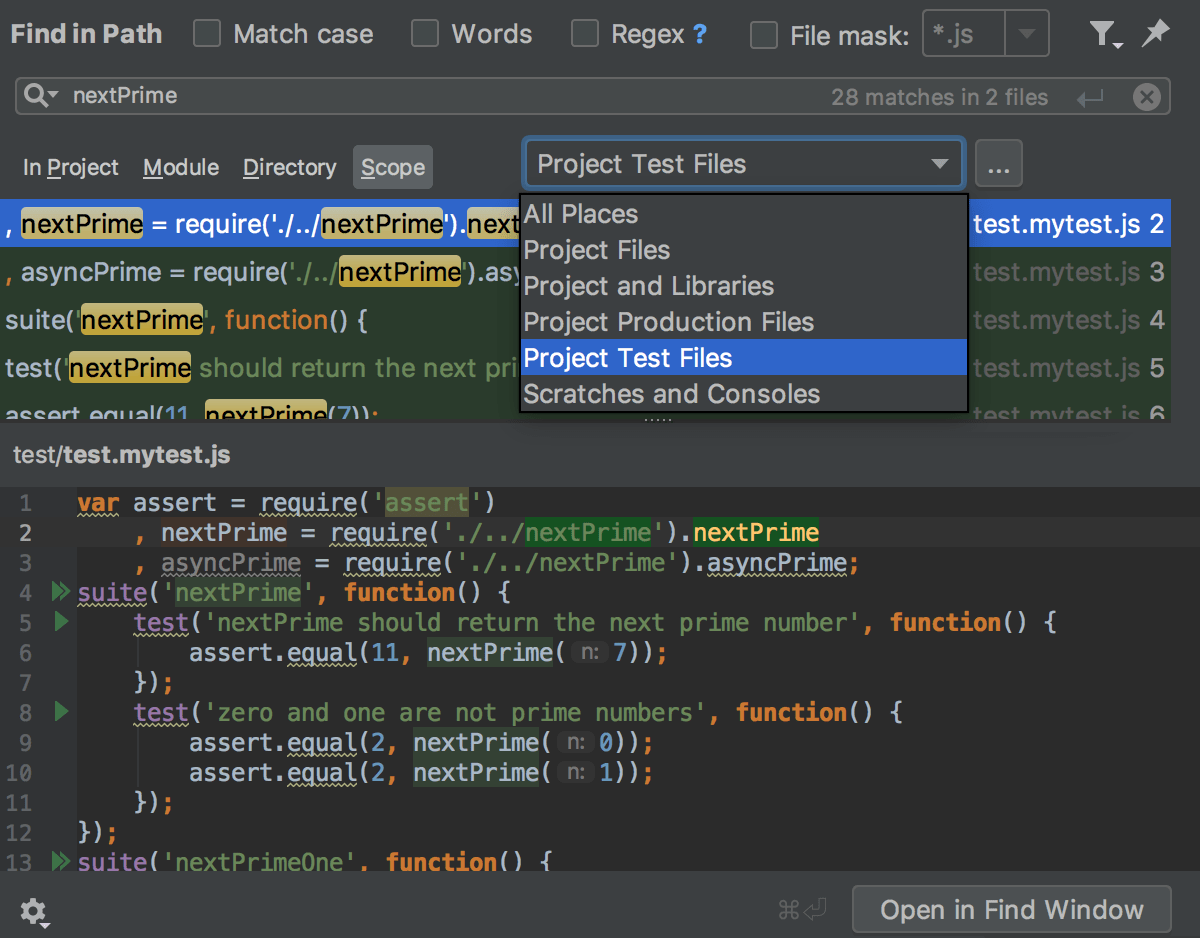 Find in Path Match case Words Regex ? File mask: *.js
nextPrime 28 matches in 2 files
In Project Module Directory Scope Project Test Files ...
All Places
Project Files
Project and Libraries
Project Production Files
Project Test Files
Scratches and Consoles
, nextPrime = require('./../nextPrime').next test.mytest.js 2
, asyncPrime = require('./../nextPrime').asy test.mytest.js 3
suite('nextPrime', function() { test.mytest.js 4
test('nextPrime should return the next pri test.mytest.js 5
assert.equal(11, nextPrime(7)); test.mytest.js 6
test/test.mytest.js
1 var assert = require('assert')
2 , nextPrime = require('./../nextPrime').nextPrime
3 , asyncPrime = require('./../nextPrime').asyncPrime;
4 suite('nextPrime', function() {
5 test('nextPrime should return the next prime number', function() {
6 assert.equal(11, nextPrime( n: 7));
7 });
8 test('zero and one are not prime numbers', function() {
9 assert.equal(2, nextPrime( n: 0));
10 assert.equal(2, nextPrime( n: 1));
11 });
12 });
13 suite('nextPrimeOne', function() {
⌘⏎ Open in Find Window